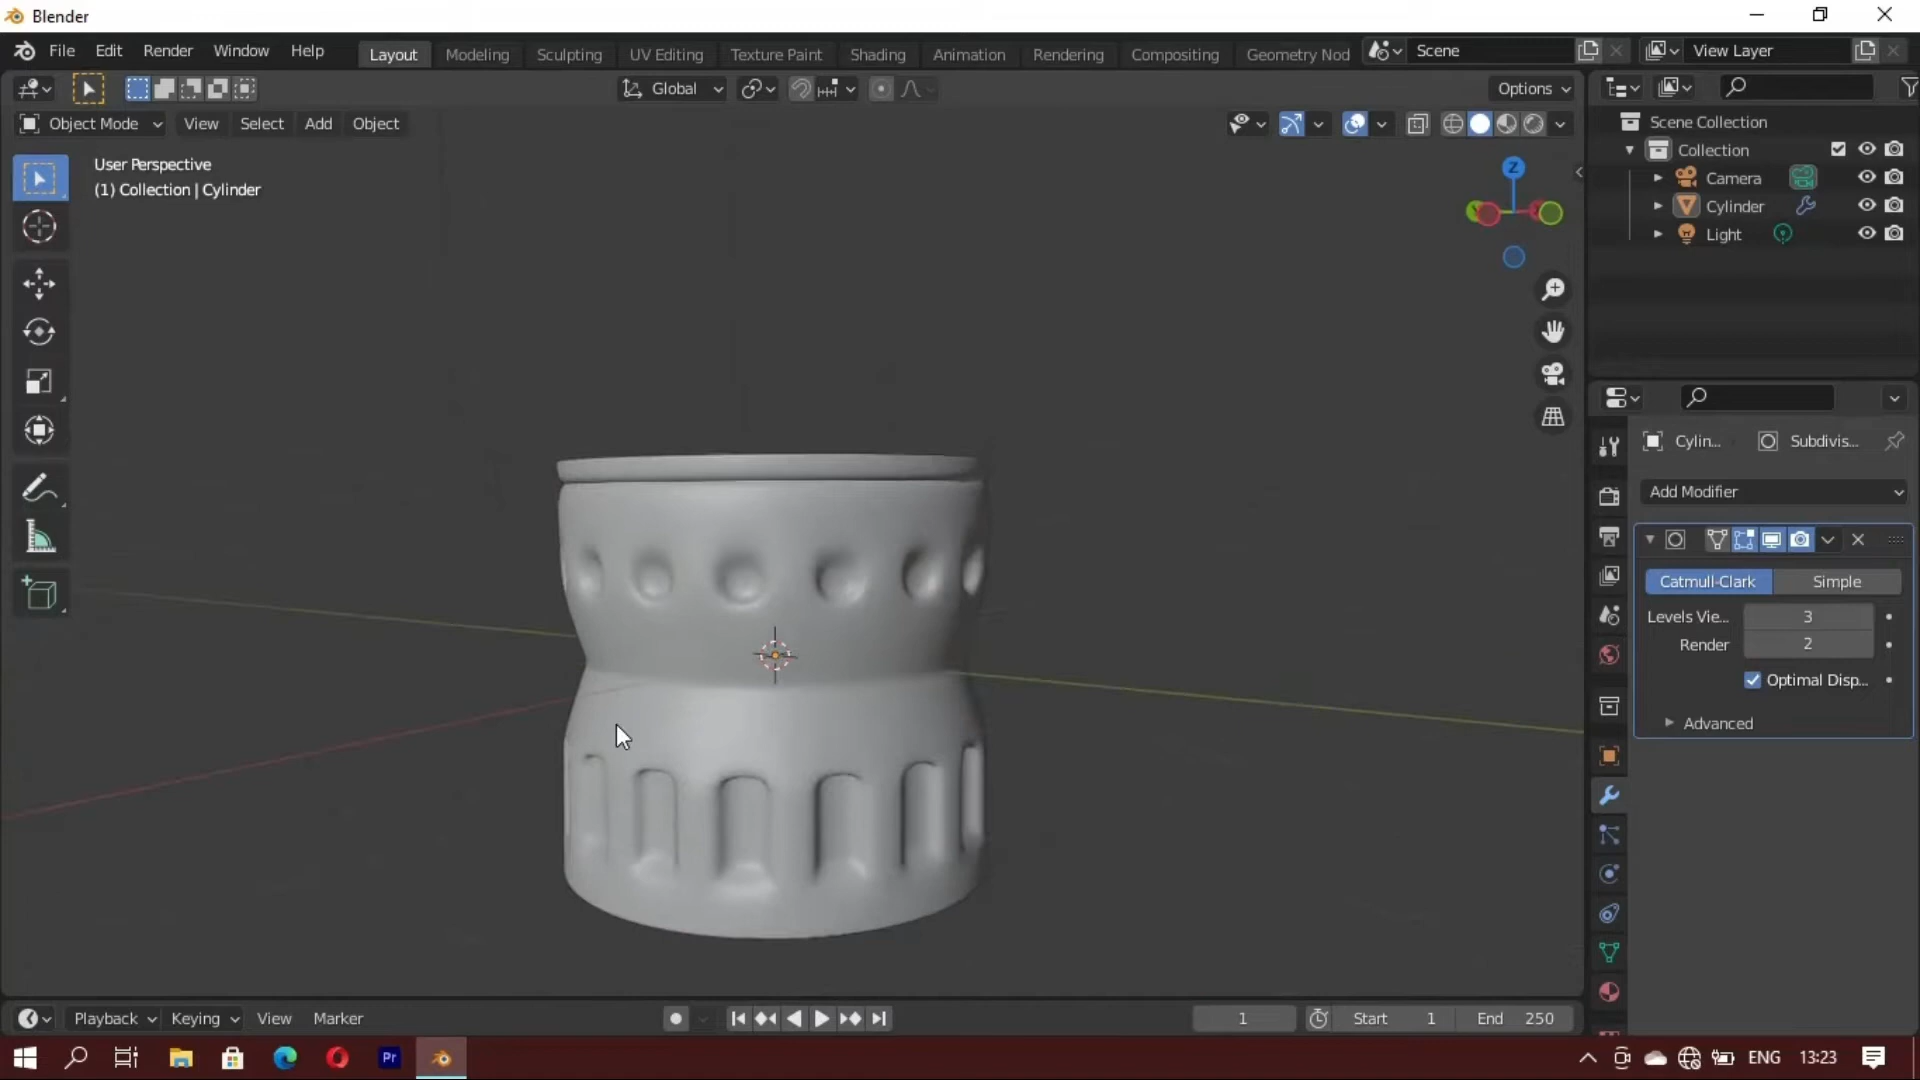 Blender
File Edit Render Window Help Layout Modeling Sculpting UV Editing Texture Paint Shading Animation Rendering Compositing Geometry Nod Scene View Layer
Global Options
Object Mode View Select Add Object
User Perspective
(1) Collection | Cylinder
Z
Scene Collection
Collection
Camera
Cylinder
Light
Cylin... Subdivis...
Add Modifier
Catmull-Clark Simple
Levels Vie... 3
Render 2
Optimal Disp...
Advanced
Playback Keying View Marker 1 Start 1 End 250
Pr ENG 13:23